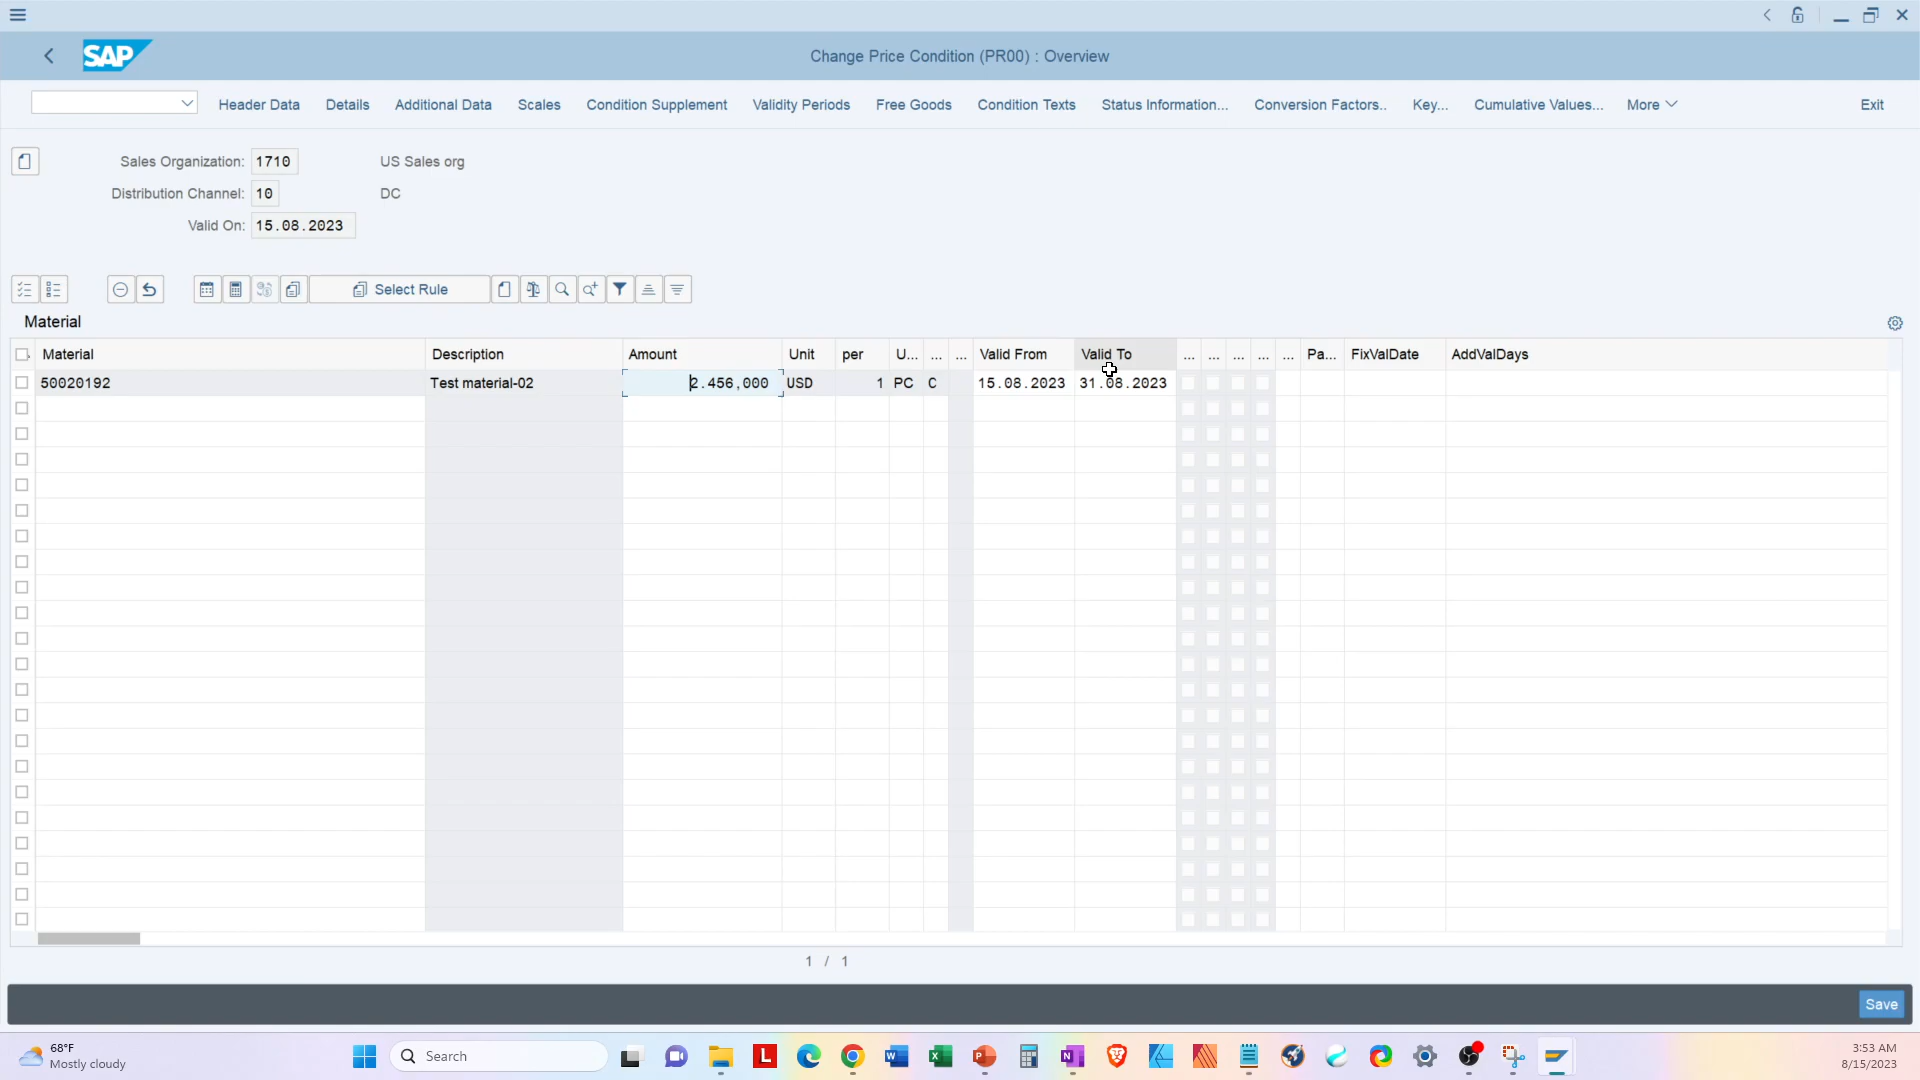 SAP
Change Price Condition (PR00) : Overview
Header Data Details Additional Data Scales Condition Supplement Validity Periods Free Goods Condition Texts Status Information... Conversion Factors.. Key... Cumulative Values... More Exit
Sales Organization: 1710 US Sales org
Distribution Channel: 10 DC
Valid On: 15.08.2023
Select Rule
Material
Material Description Amount Unit per U... ... ... Valid From Valid To ... ... ... ... ... Pa... FixValDate AddValDays
50020192 Test material-02 2.456,000 USD 1 PC C 15.08.2023 31.08.2023
1 / 1
Save
68°F
Mostly cloudy
Search
3:53 AM
8/15/2023